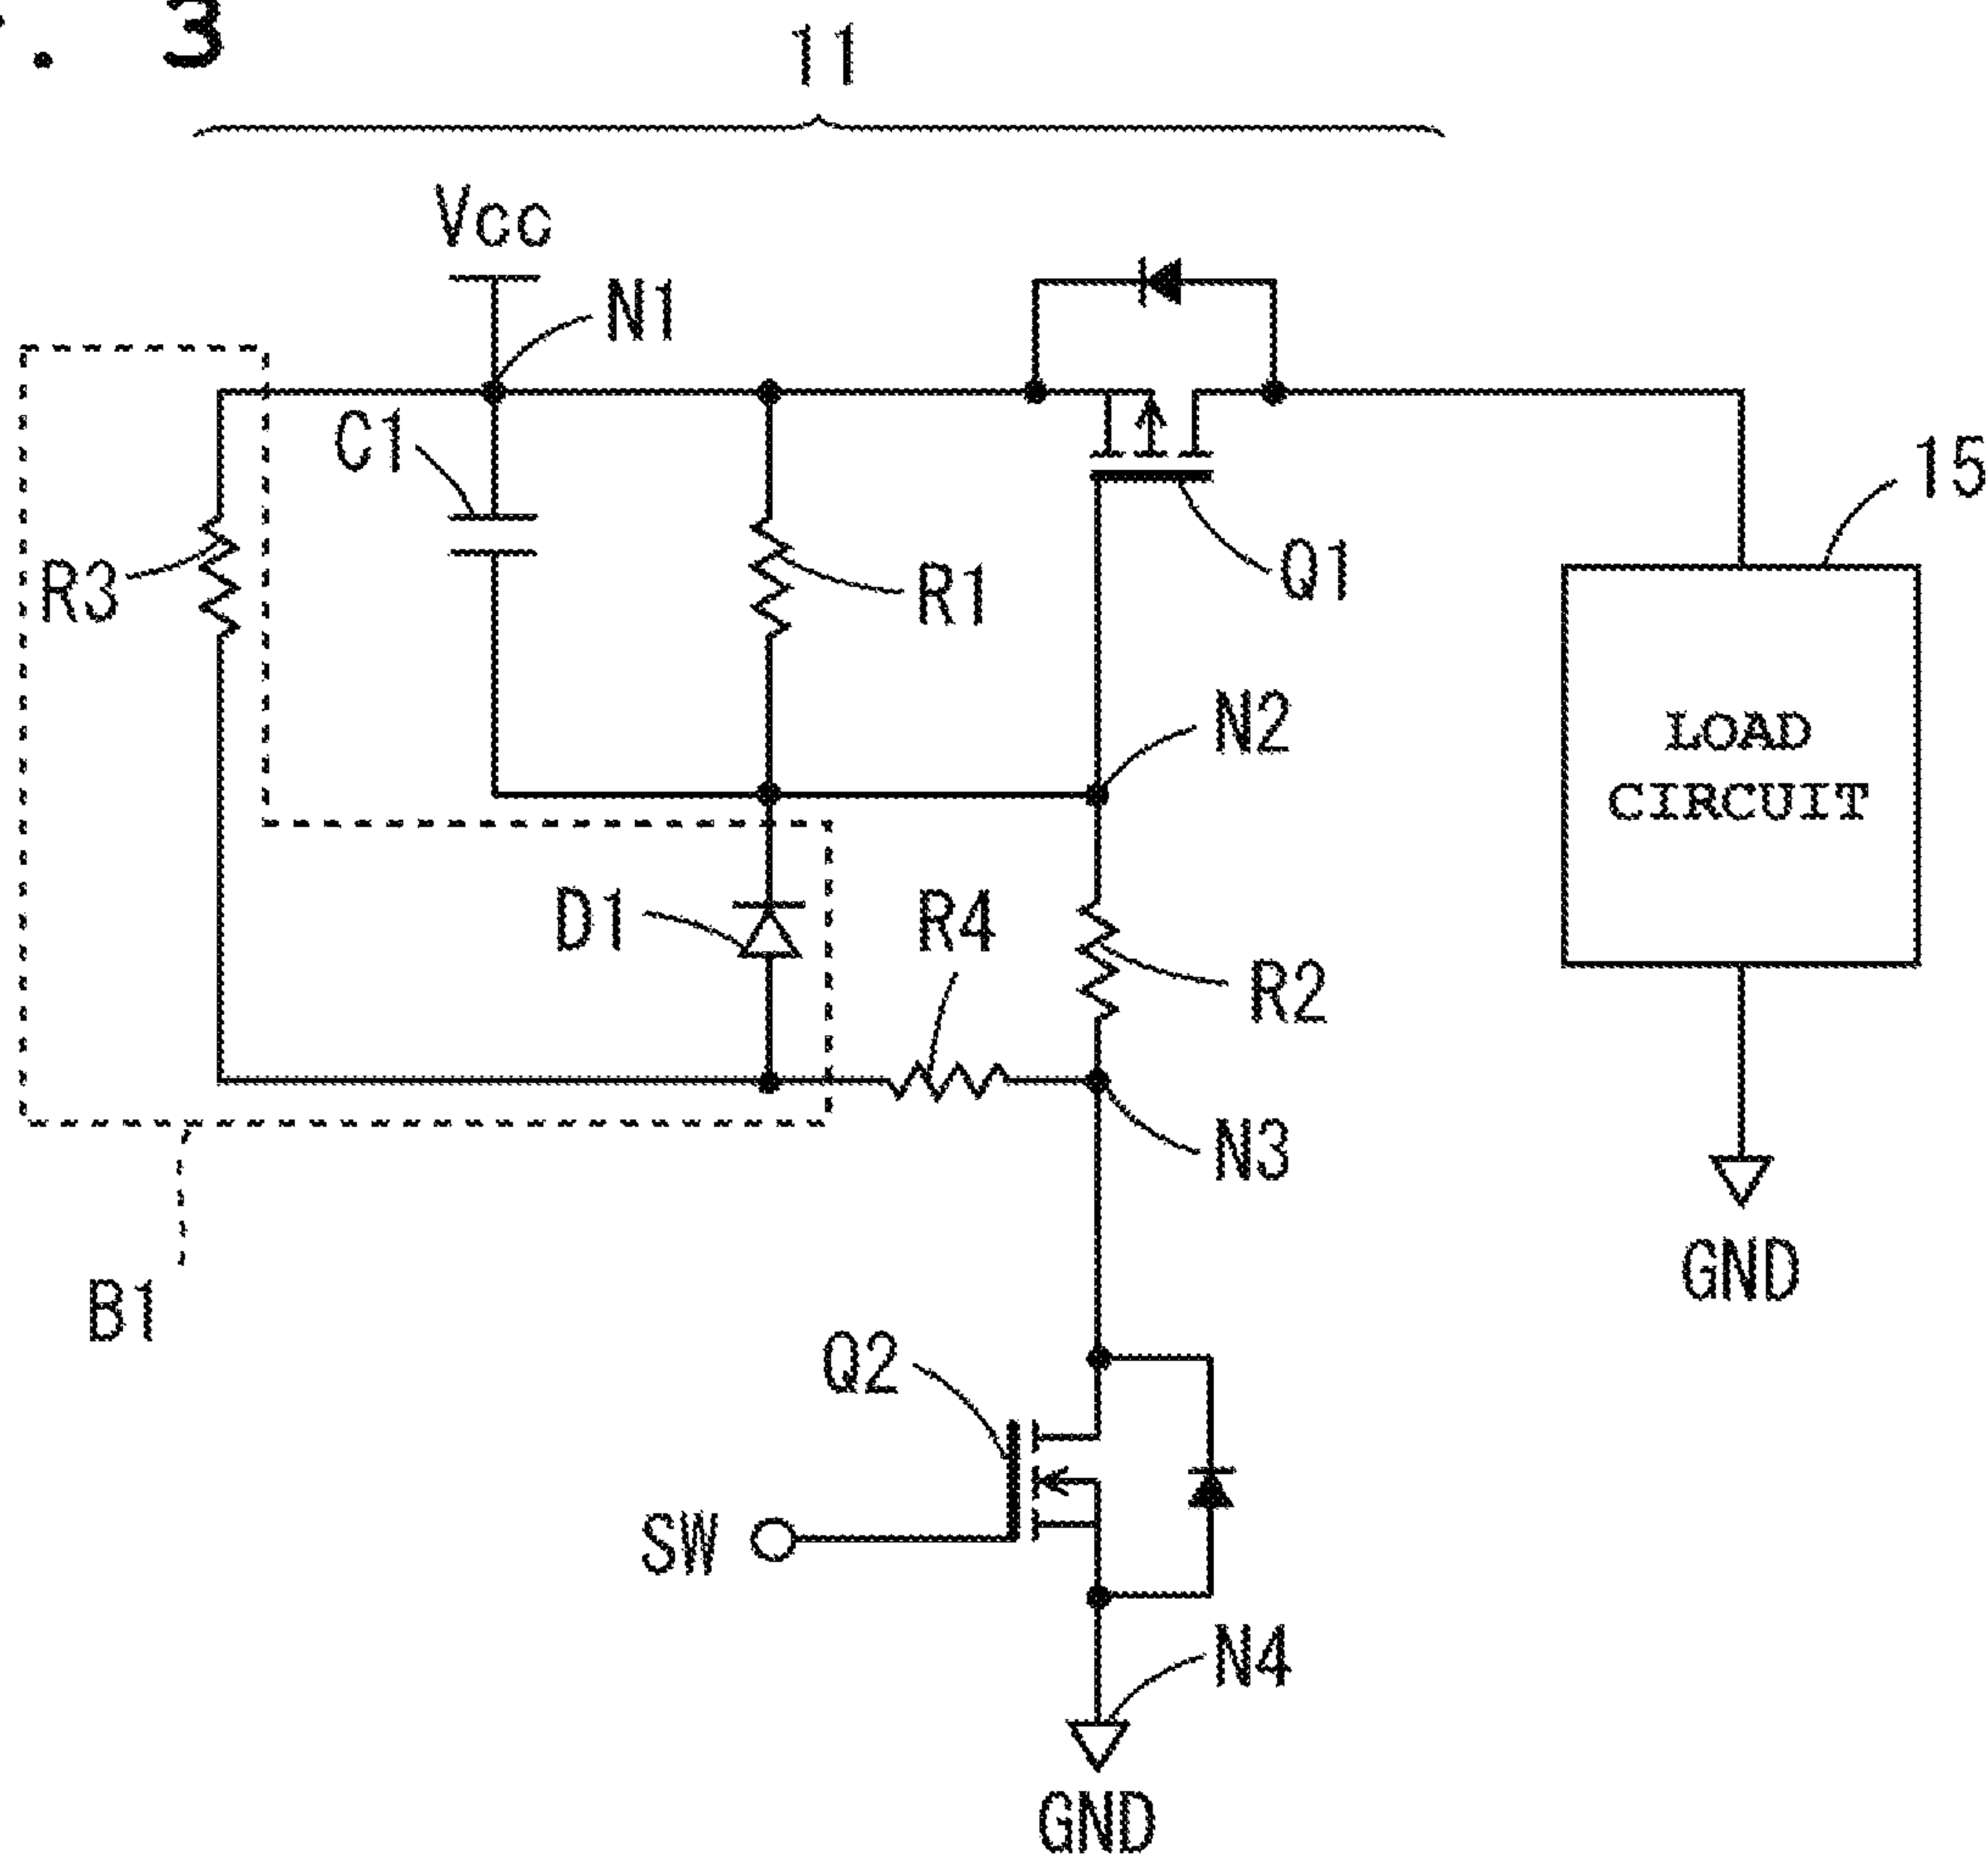 . 3
11
Vcc
N1
C1
15
R3
R1
Q1
N2
LOAD
CIRCUIT
D1
R4
R2
N3
GND
B1
Q2
SW
N4
GND